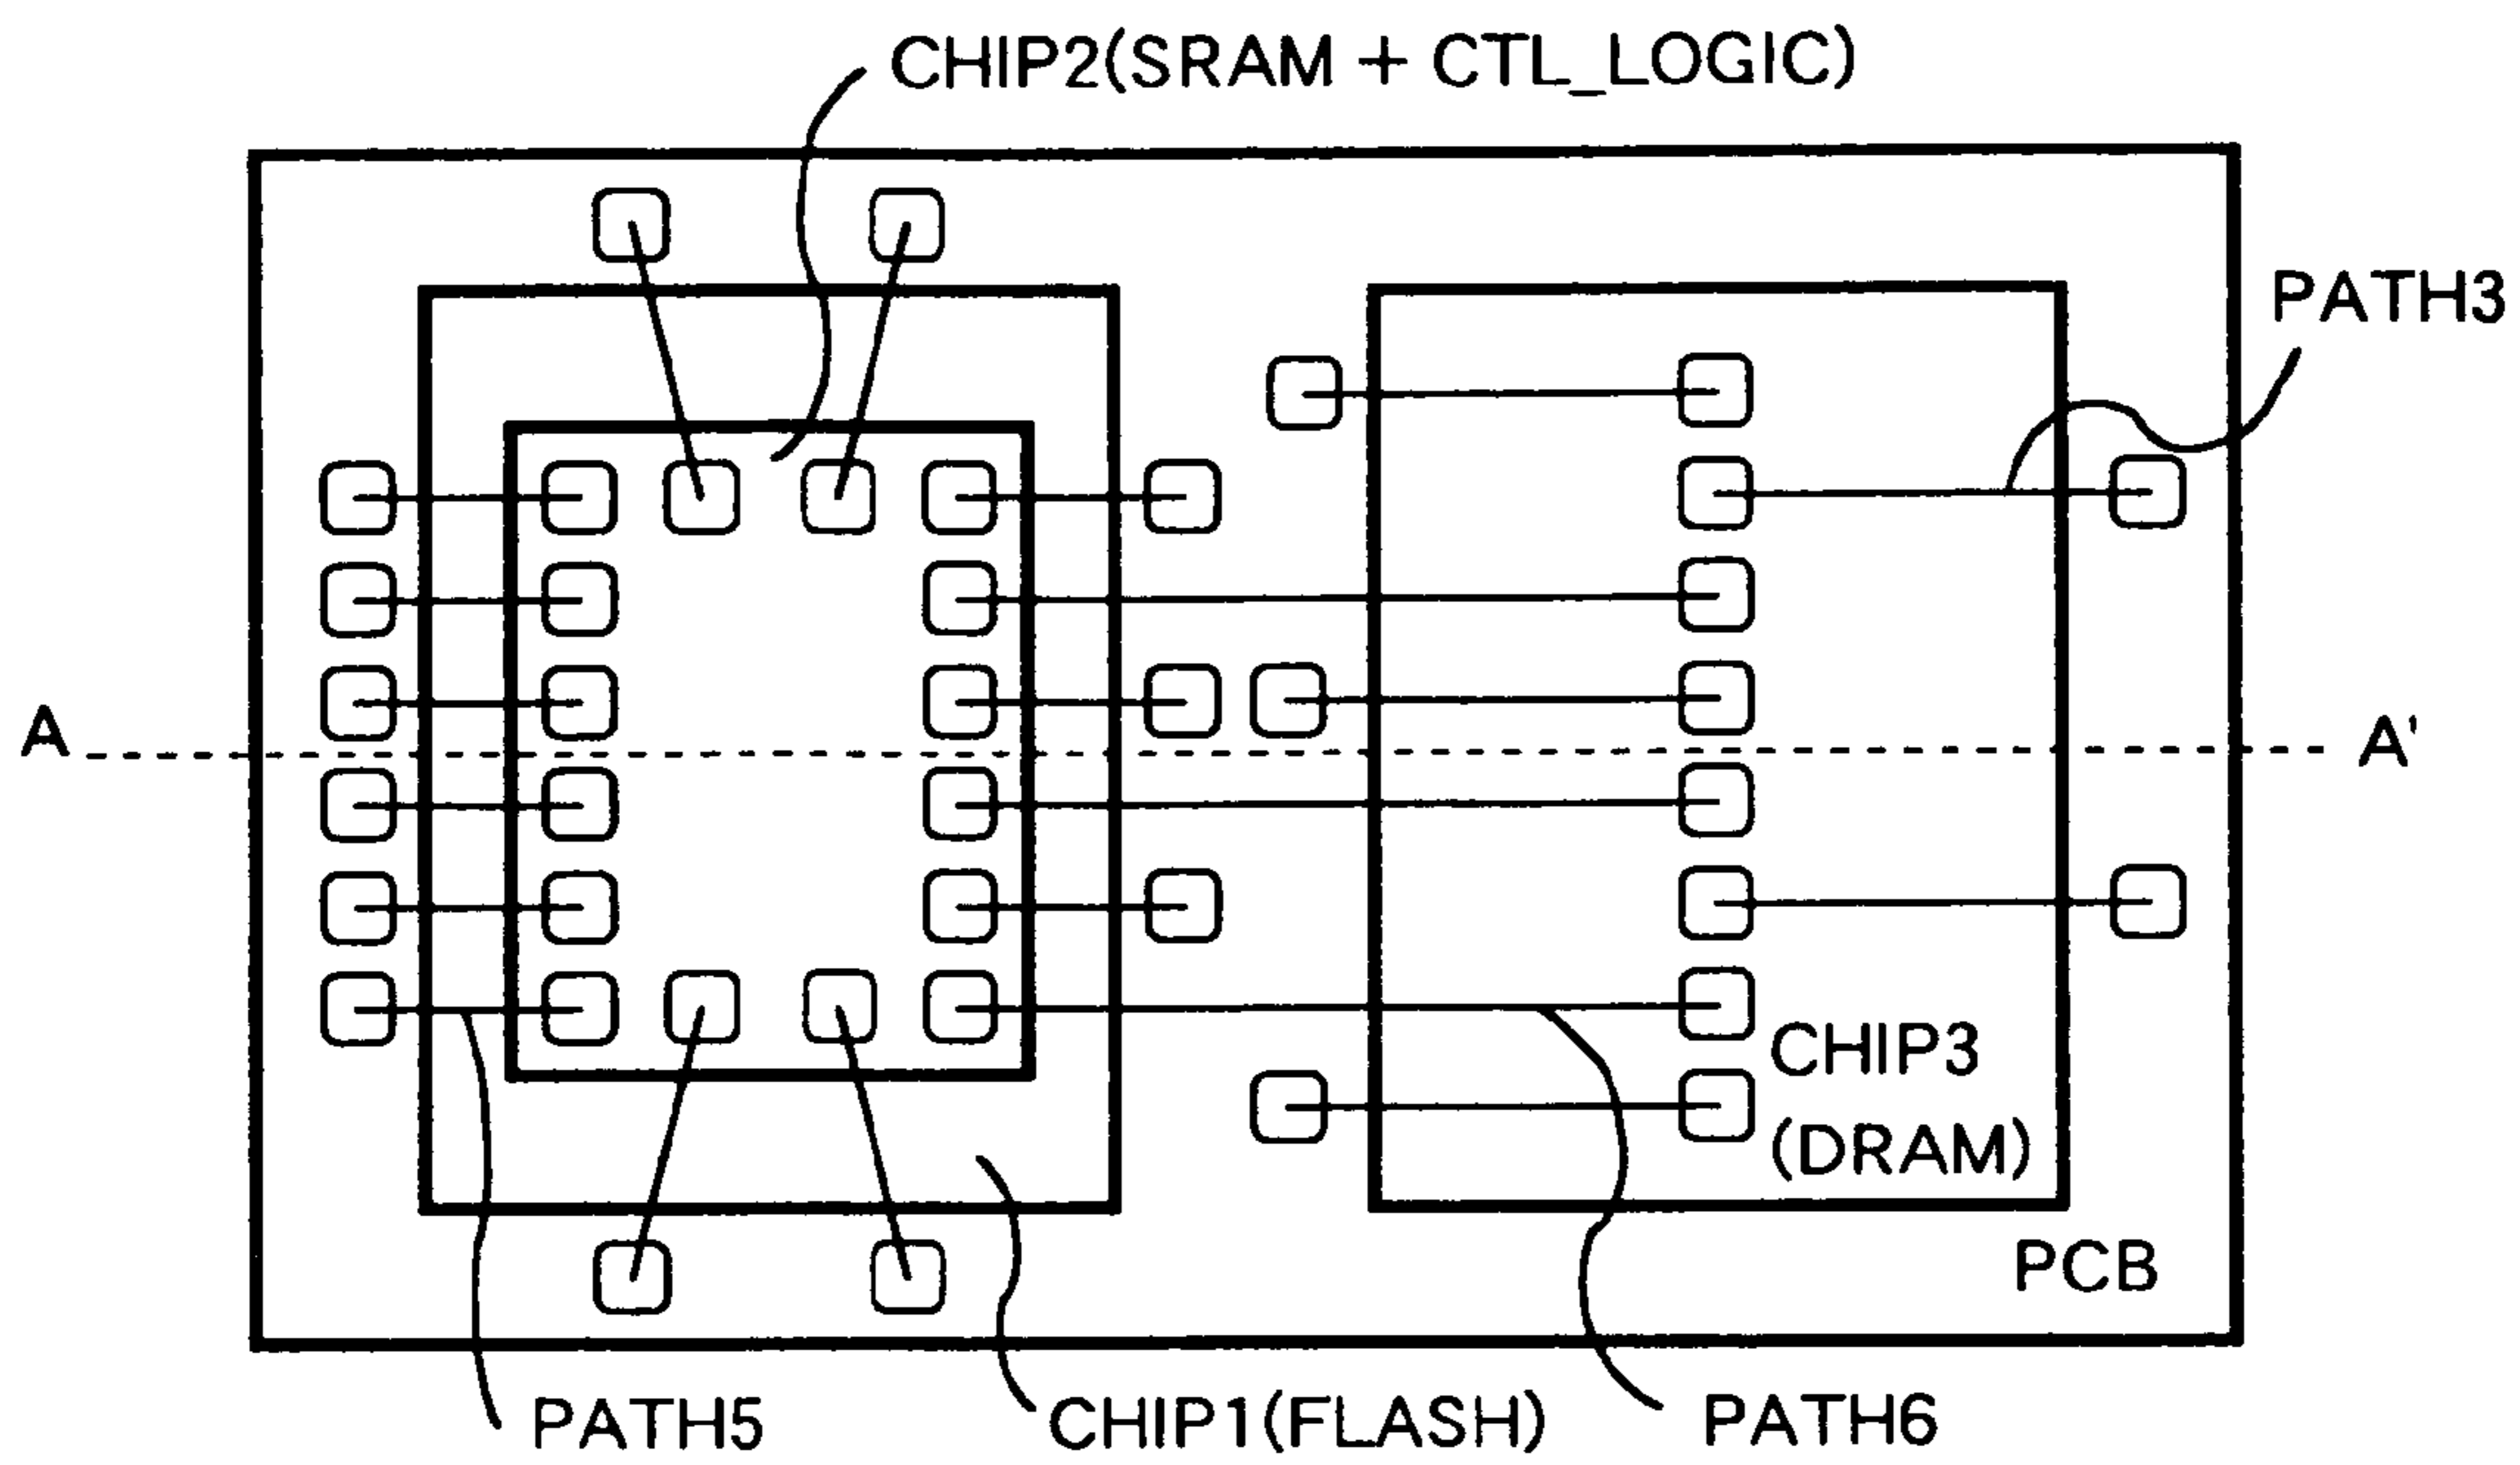 CHIP2(SRAM + CTL_LOGIC)
PATH3
A
A'
CHIP3
(DRAM)
PCB
PATH5
CHIP1(FLASH)
PATH6